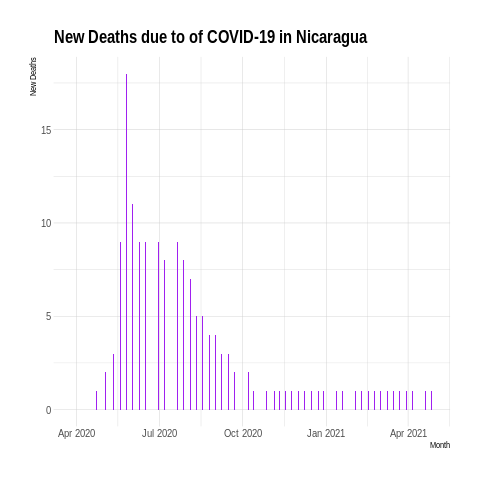 New Deaths due to of COVID-19 in Nicaragua
New Deaths
15
10
5
0
Apr 2020
Jul 2020
Oct 2020
Jan 2021
Apr 2021
Month